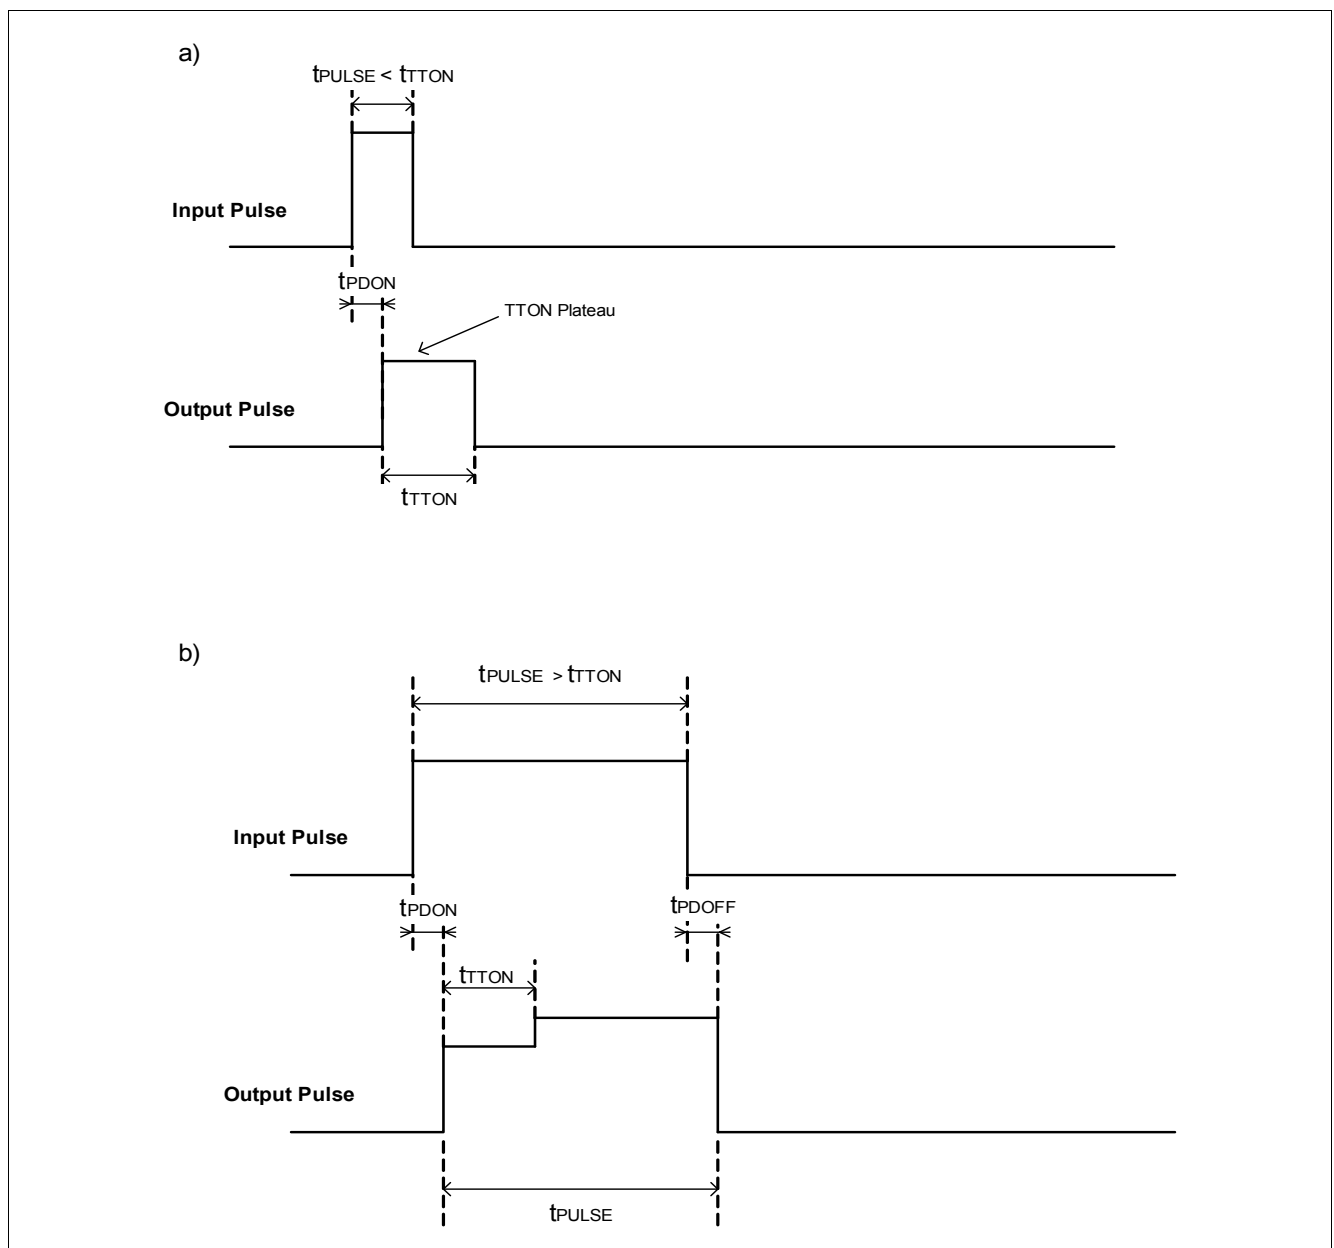 a)
tPULSE < tTTON
Input Pulse
tPDON
TTON Plateau
Output Pulse
tTTON
b)
tPULSE > tTTON
Input Pulse
tPDON
tPDOFF
tTTON
Output Pulse
tPULSE